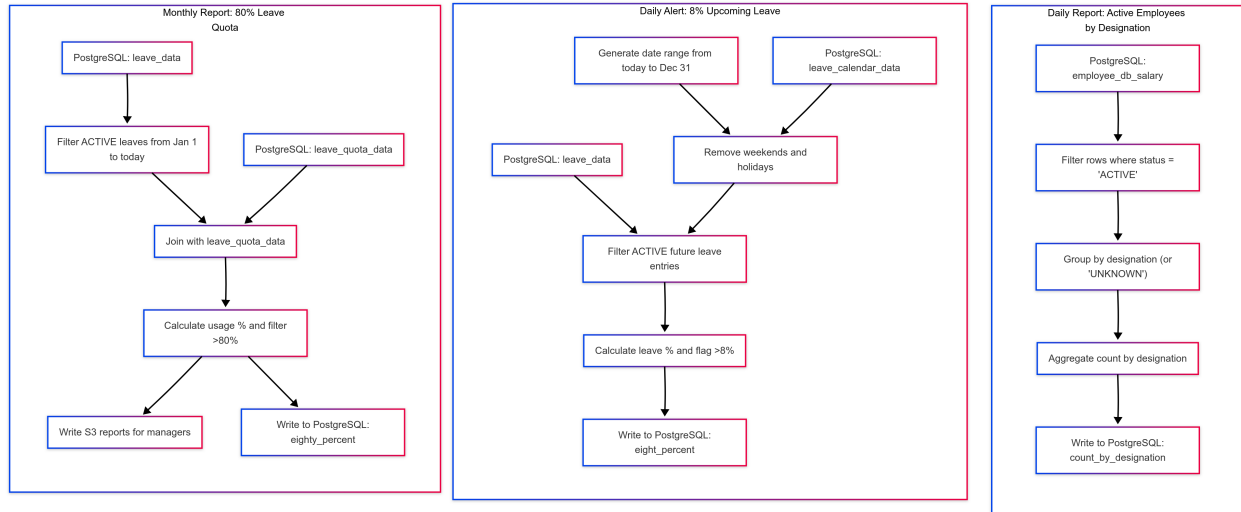 Monthly Report: 80% Leave
Quota
PostgreSQL: leave_data
Filter ACTIVE leaves from Jan 1
to today
PostgreSQL: leave_quota_data
Join with leave_quota_data
Calculate usage % and filter
>80%
Write S3 reports for managers
Write to PostgreSQL:
eighty_percent
Daily Alert: 8% Upcoming Leave
Generate date range from
today to Dec 31
PostgreSQL:
leave_calendar_data
PostgreSQL: leave_data
Remove weekends and
holidays
Filter ACTIVE future leave
entries
Calculate leave % and flag >8%
Write to PostgreSQL:
eight_percent
Daily Report: Active Employees
by Designation
PostgreSQL:
employee_db_salary
Filter rows where status =
'ACTIVE'
Group by designation (or
'UNKNOWN')
Aggregate count by designation
Write to PostgreSQL:
count_by_designation